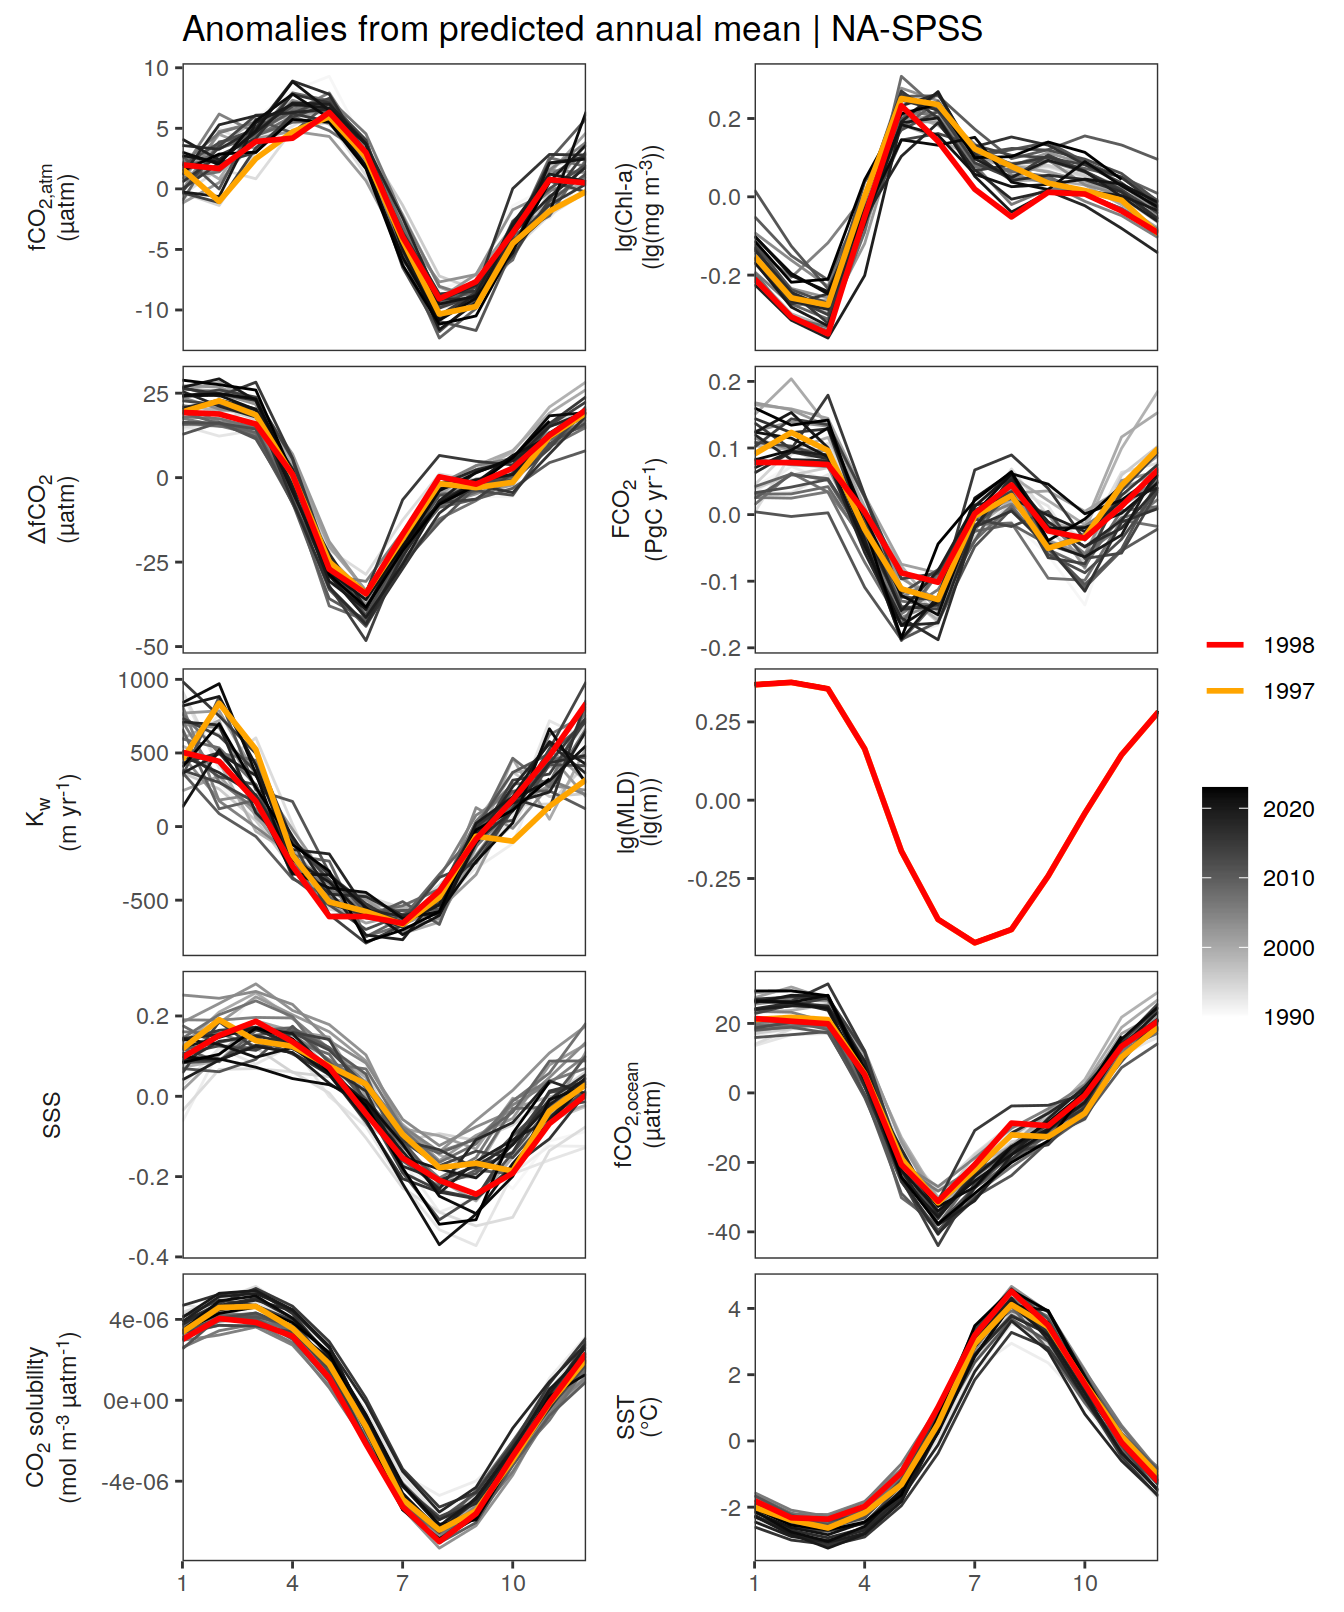 Anomalies from predicted annual mean | NA-SPSS
fCO2,atm
(µatm)
10
5
0
-5
-10
lg(Chl-a)
(lg(mg m-3))
0.2
0.0
-0.2
ΔfCO2
(µatm)
25
0
-25
-50
FCO2
(PgC yr-1)
0.2
0.1
0.0
-0.1
-0.2
Kw
(m yr-1)
1000
500
0
-500
lg(MLD)
(lg(m))
0.25
0.00
-0.25
SSS
0.2
0.0
-0.2
-0.4
fCO2,ocean
(µatm)
20
0
-20
-40
CO2 solubility
(mol m-3 µatm-1)
4e-06
0e+00
-4e-06
1 4 7 10
SST
(°C)
4
2
0
-2
1 4 7 10
1998
1997
2020
2010
2000
1990